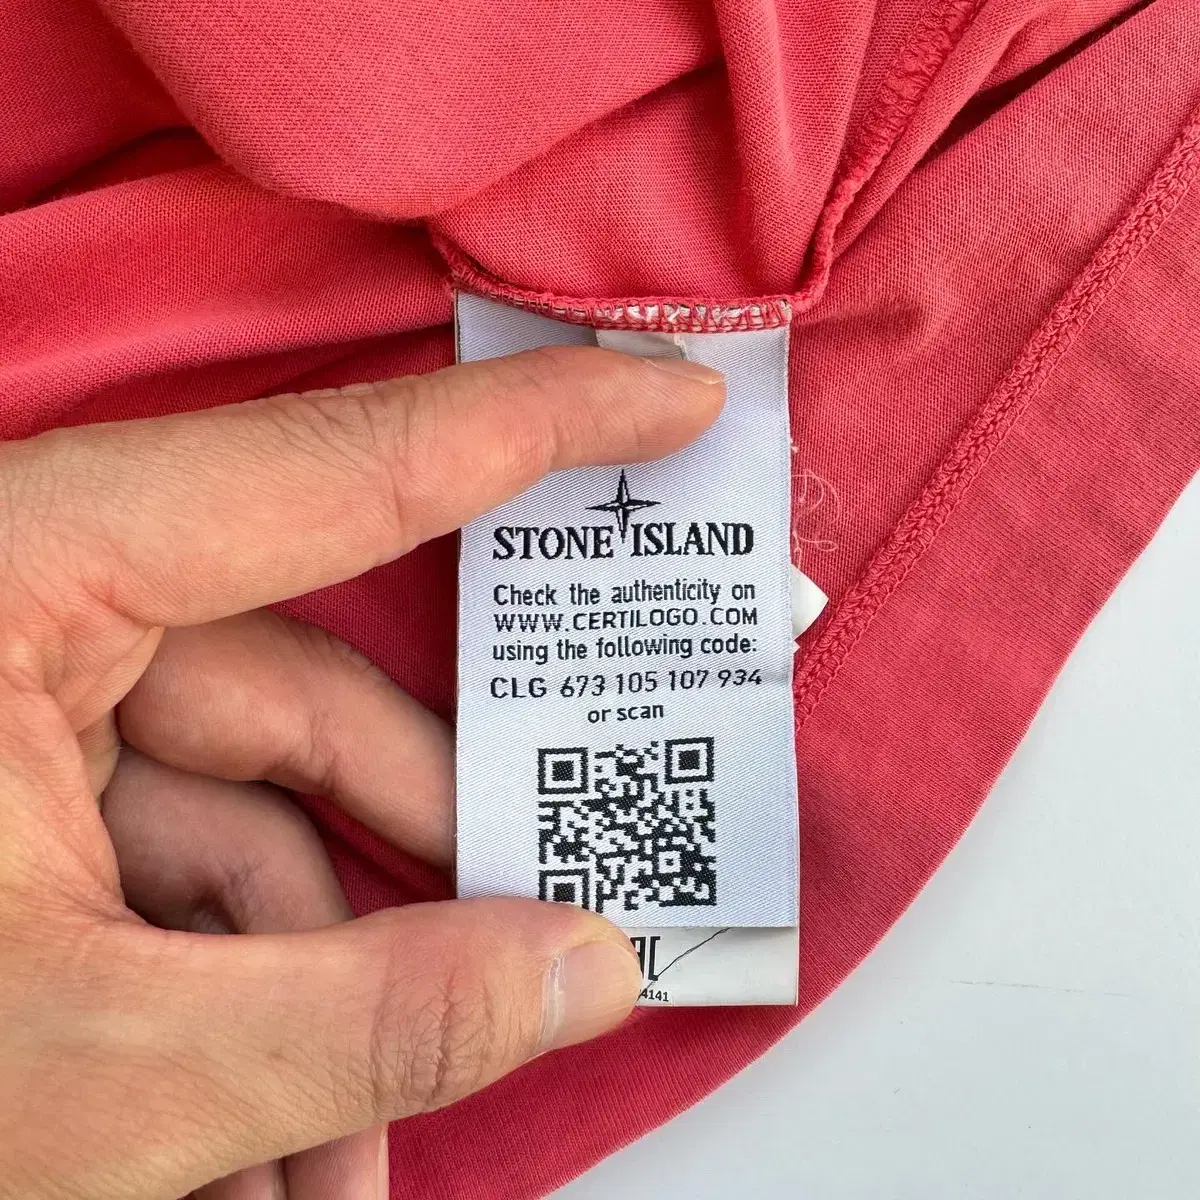 STONE ISLAND
Check the authenticity on
WWW.CERTILOGO.COM
using the following code:
CLG 673 105 107 934
or scan
4141